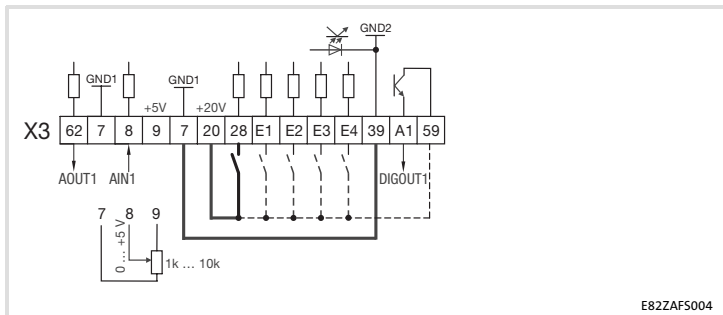 GND2
GND1 GND1
+5V +20V
X3 62 7 8 9 7 20 28 E1 E2 E3 E4 39 A1 59
AOUT1 AIN1 DIGOUT1
7 8 9
0 ... +5 V
1k ... 10k
E82ZAFS004